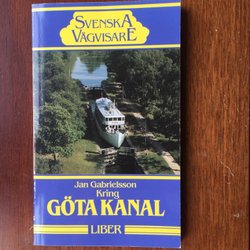 SVENSKA
VÄGVISARE
Jan Gabrielsson
Kring
GÖTA KANAL
LIBER